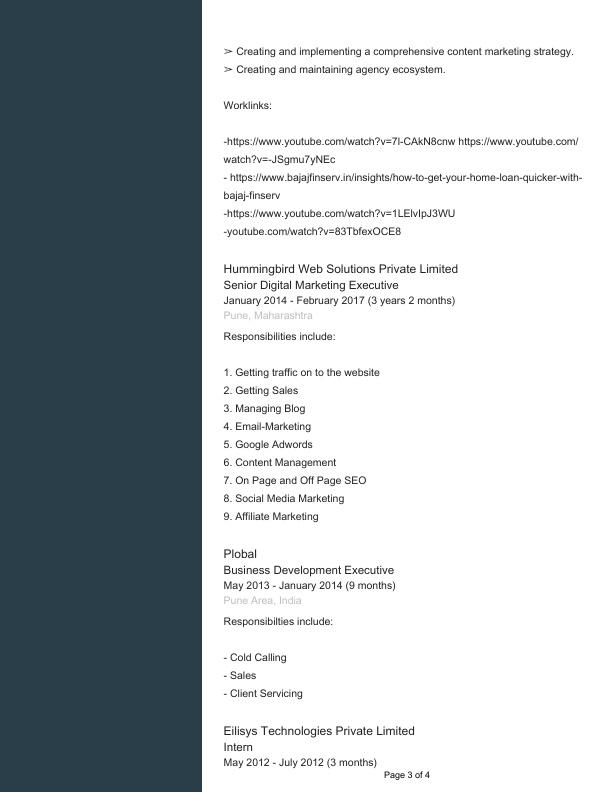 ➢ Creating and implementing a comprehensive content marketing strategy.
➢ Creating and maintaining agency ecosystem.
Worklinks:
-https://www.youtube.com/watch?v=7I-CAkN8cnw https://www.youtube.com/
watch?v=-JSgmu7yNEc
- https://www.bajajfinserv.in/insights/how-to-get-your-home-loan-quicker-with-
bajaj-finserv
-https://www.youtube.com/watch?v=1LEIvIpJ3WU
-youtube.com/watch?v=83TbfexOCE8
Hummingbird Web Solutions Private Limited
Senior Digital Marketing Executive
January 2014 - February 2017 (3 years 2 months)
Pune, Maharashtra
Responsibilities include:
1. Getting traffic on to the website
2. Getting Sales
3. Managing Blog
4. Email-Marketing
5. Google Adwords
6. Content Management
7. On Page and Off Page SEO
8. Social Media Marketing
9. Affiliate Marketing
Plobal
Business Development Executive
May 2013 - January 2014 (9 months)
Pune Area, India
Responsibilties include:
- Cold Calling
- Sales
- Client Servicing
Eilisys Technologies Private Limited
Intern
May 2012 - July 2012 (3 months)
Page 3 of 4